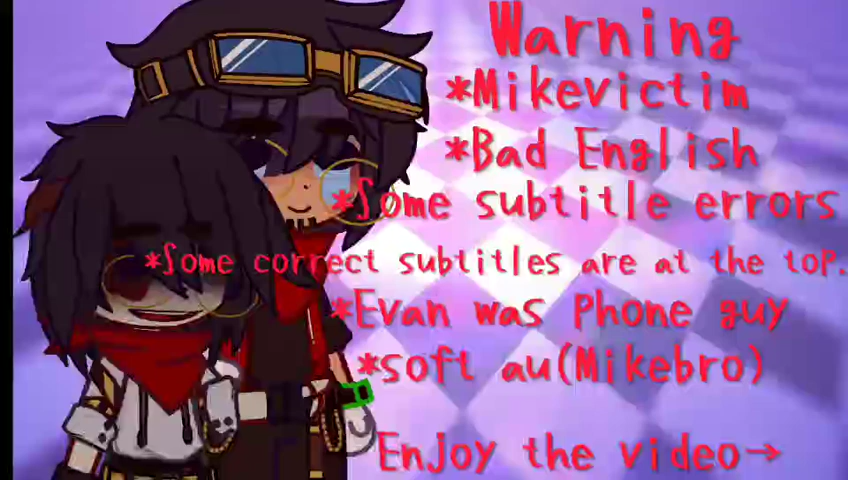 Warning
*Mikevictim
*Bad English
*Some subtitle errors
*Some correct subtitles are at the top.
*Evan was Phone guy
*soft au(Mikebro)
Enjoy the video→